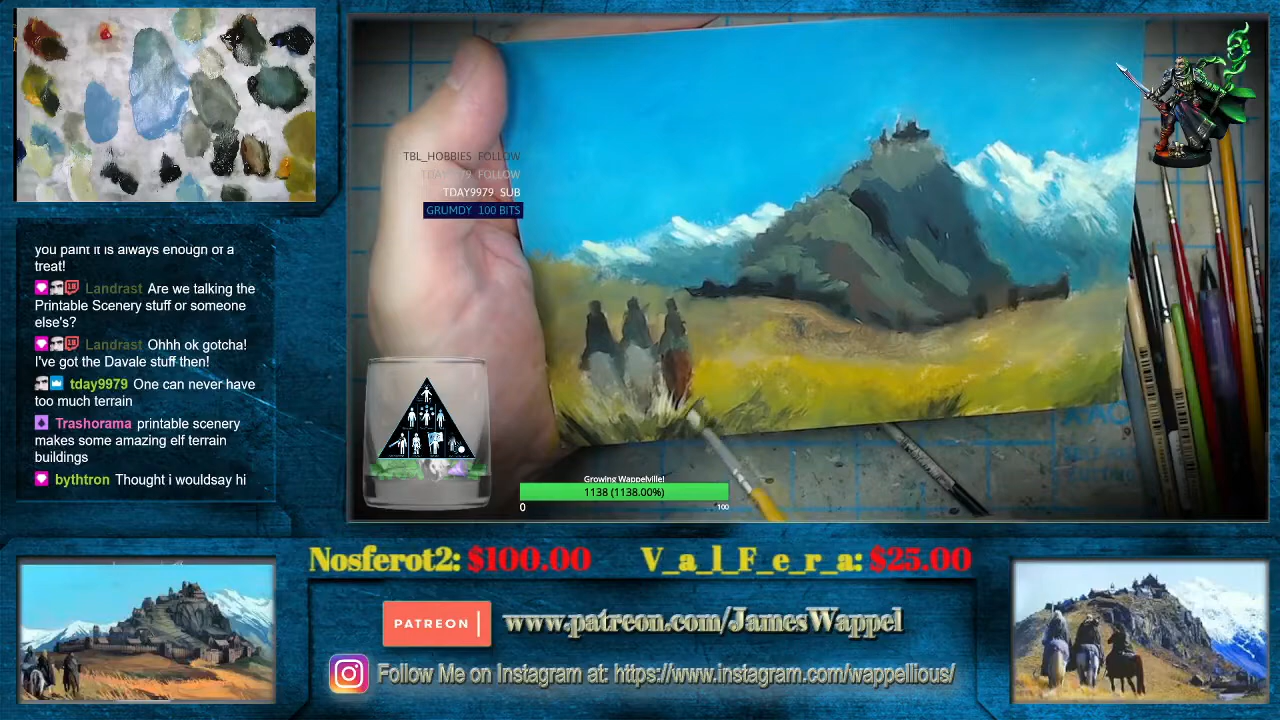 TBL_HOBBIES FOLLOW
TDAY9979 FOLLOW
TDAY9979 SUB
GRUMDY 100 BITS
you paint it is always enough of a
treat!
Landrast Are we talking the
Printable Scenery stuff or someone
else's?
Landrast Ohhh ok gotcha!
I've got the Davale stuff then!
tday9979 One can never have
too much terrain
Trashorama printable scenery
makes some amazing elf terrain
buildings
bythtron Thought i wouldsay hi
Growing Wappelville!
1138 (1138.00%)
0 100
Nosferot2: $100.00 V_a_l_F_e_r_a: $25.00
PATREON www.patreon.com/JamesWappel
Follow Me on Instagram at: https://www.instagram.com/wappellious/